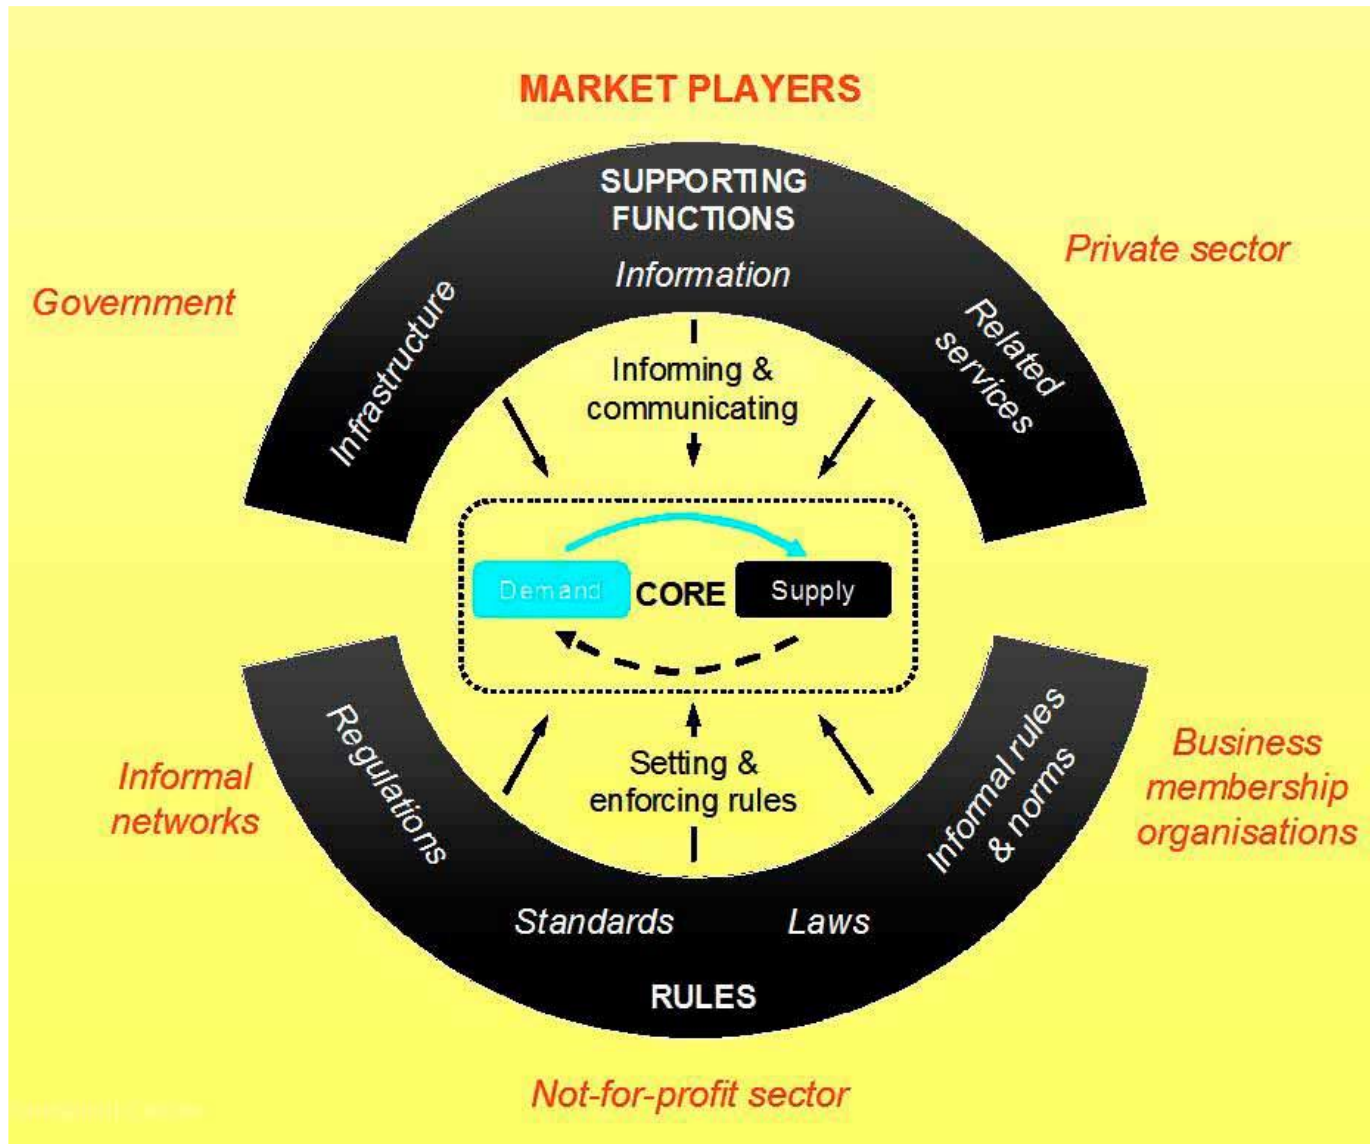 MARKET PLAYERS
SUPPORTING
FUNCTIONS
Information
Private sector
Government
Infrastructure
Related
services
Informing &
communicating
Demand
CORE
Supply
Regulations
Setting &
enforcing rules
Informal rules
& norms
Informal
networks
Business
membership
organisations
Standards
Laws
RULES
Not-for-profit sector